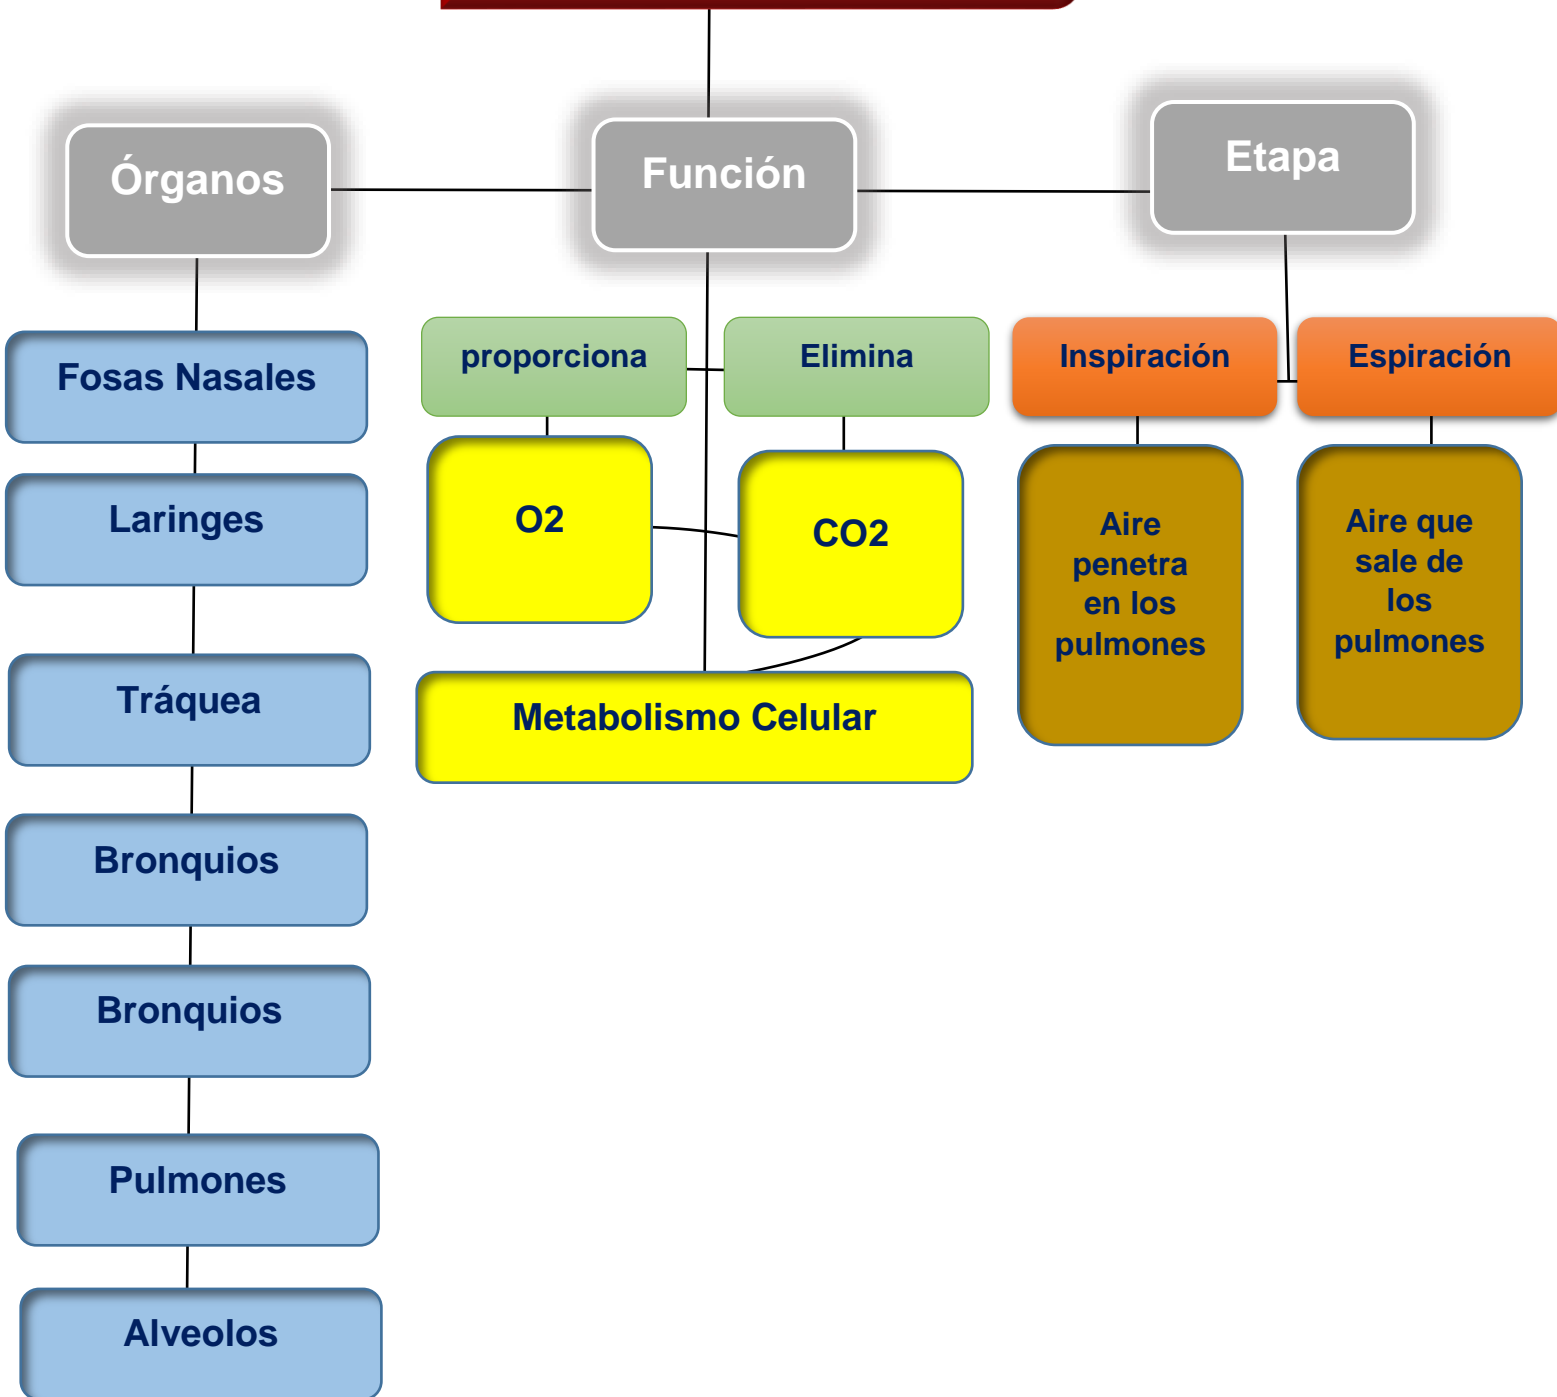 Órganos
Función
Etapa
Fosas Nasales
Laringes
Tráquea
Bronquios
Bronquios
Pulmones
Alveolos
proporciona
Elimina
O2
CO2
Metabolismo Celular
Inspiración
Espiración
Aire
penetra
en los
pulmones
Aire que
sale de
los
pulmones